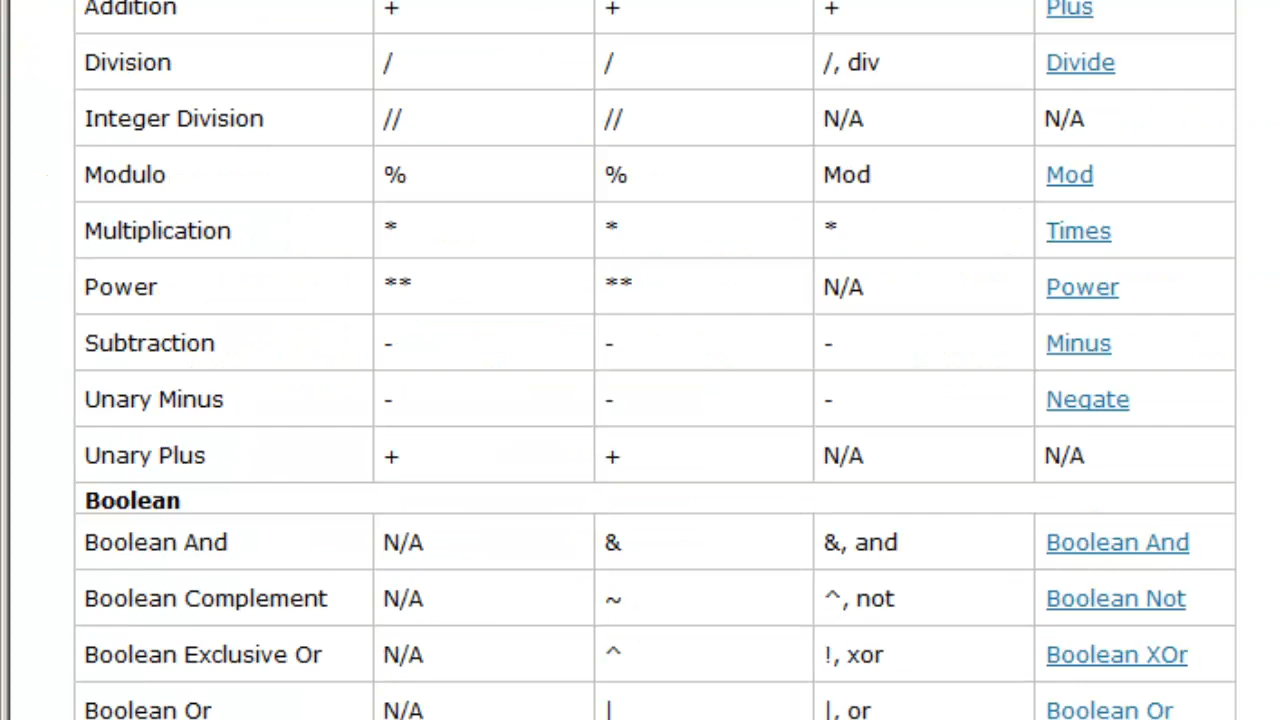 Addition + + + Plus
Division / / /, div Divide
Integer Division // // N/A N/A
Modulo % % Mod Mod
Multiplication * * * Times
Power ** ** N/A Power
Subtraction - - - Minus
Unary Minus - - - Negate
Unary Plus + + N/A N/A
Boolean
Boolean And N/A & &, and Boolean And
Boolean Complement N/A ~ ^, not Boolean Not
Boolean Exclusive Or N/A ^ !, xor Boolean XOr
Boolean Or N/A | |, or Boolean Or